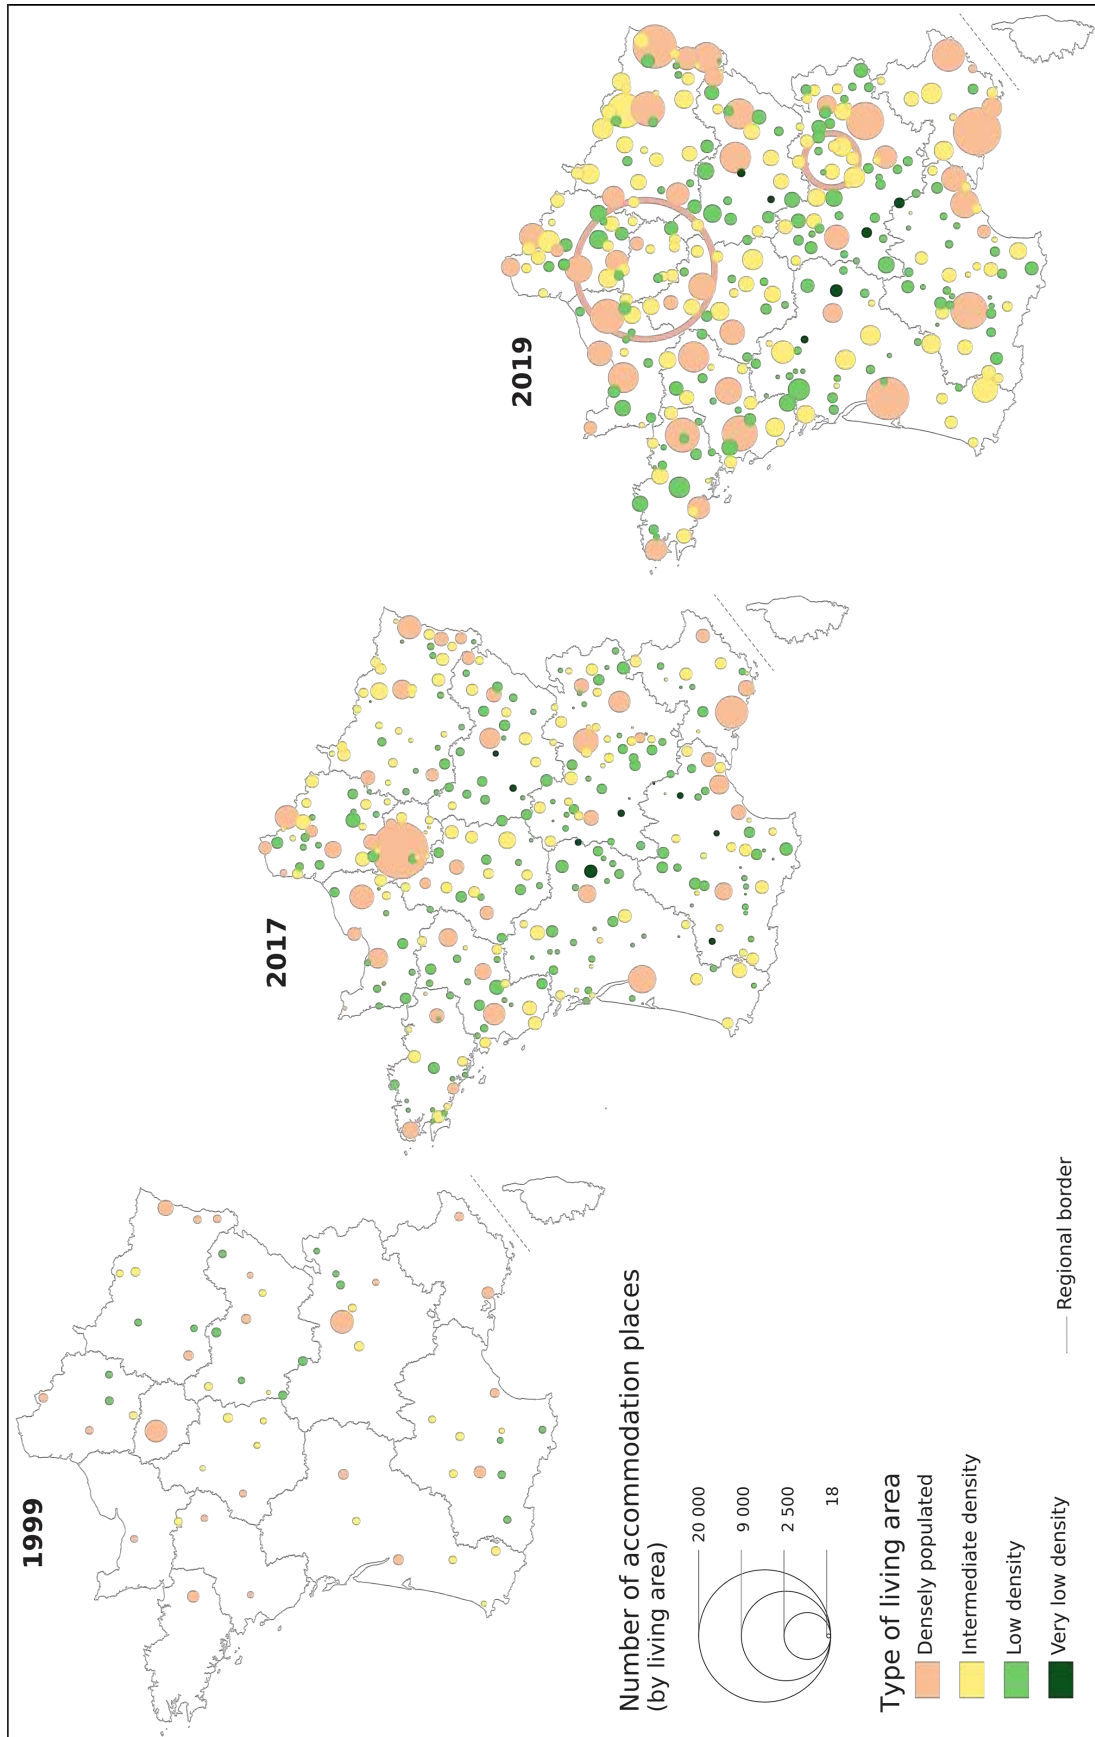 1999
2017
2019
Number of accommodation places
(by living area)
20 000
9 000
2 500
18
Type of living area
Densely populated
Intermediate density
Low density
Very low density
Regional border